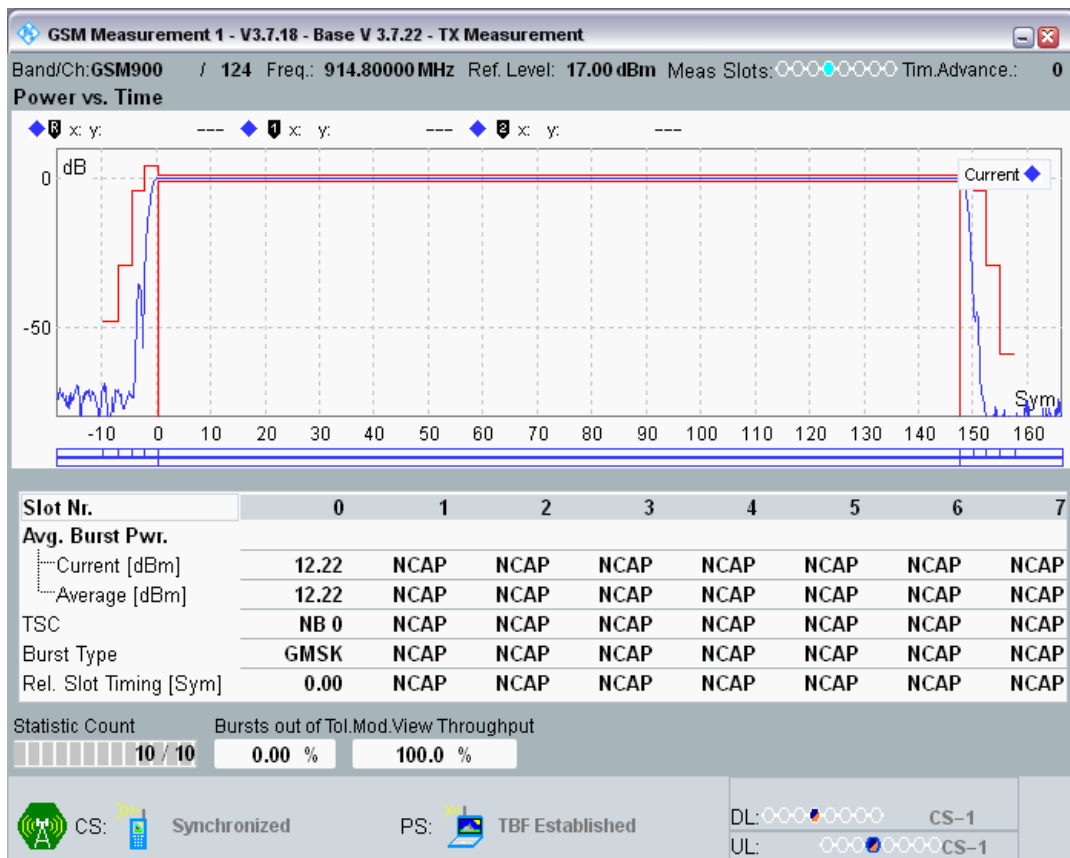 GSM Measurement 1 - V3.7.18 - Base V 3.7.22 - TX Measurement
Band/Ch:GSM900 / 124 Freq.: 914.80000 MHz Ref. Level: 17.00 dBm Meas Slots: Tim.Advance.: 0
Power vs. Time
R x: y: --- 1 x: y: --- 2 x: y: ---
dB
Current
0
-50
Sym
-10 0 10 20 30 40 50 60 70 80 90 100 110 120 130 140 150 160
Slot Nr. 0 1 2 3 4 5 6 7
Avg. Burst Pwr.
Current [dBm] 12.22 NCAP NCAP NCAP NCAP NCAP NCAP NCAP
Average [dBm] 12.22 NCAP NCAP NCAP NCAP NCAP NCAP NCAP
TSC NB 0 NCAP NCAP NCAP NCAP NCAP NCAP NCAP
Burst Type GMSK NCAP NCAP NCAP NCAP NCAP NCAP NCAP
Rel. Slot Timing [Sym] 0.00 NCAP NCAP NCAP NCAP NCAP NCAP NCAP
Statistic Count Bursts out of Tol. Mod.View Throughput
10 / 10 0.00 % 100.0 %
CS: Synchronized PS: TBF Established
DL: CS-1
UL: CS-1